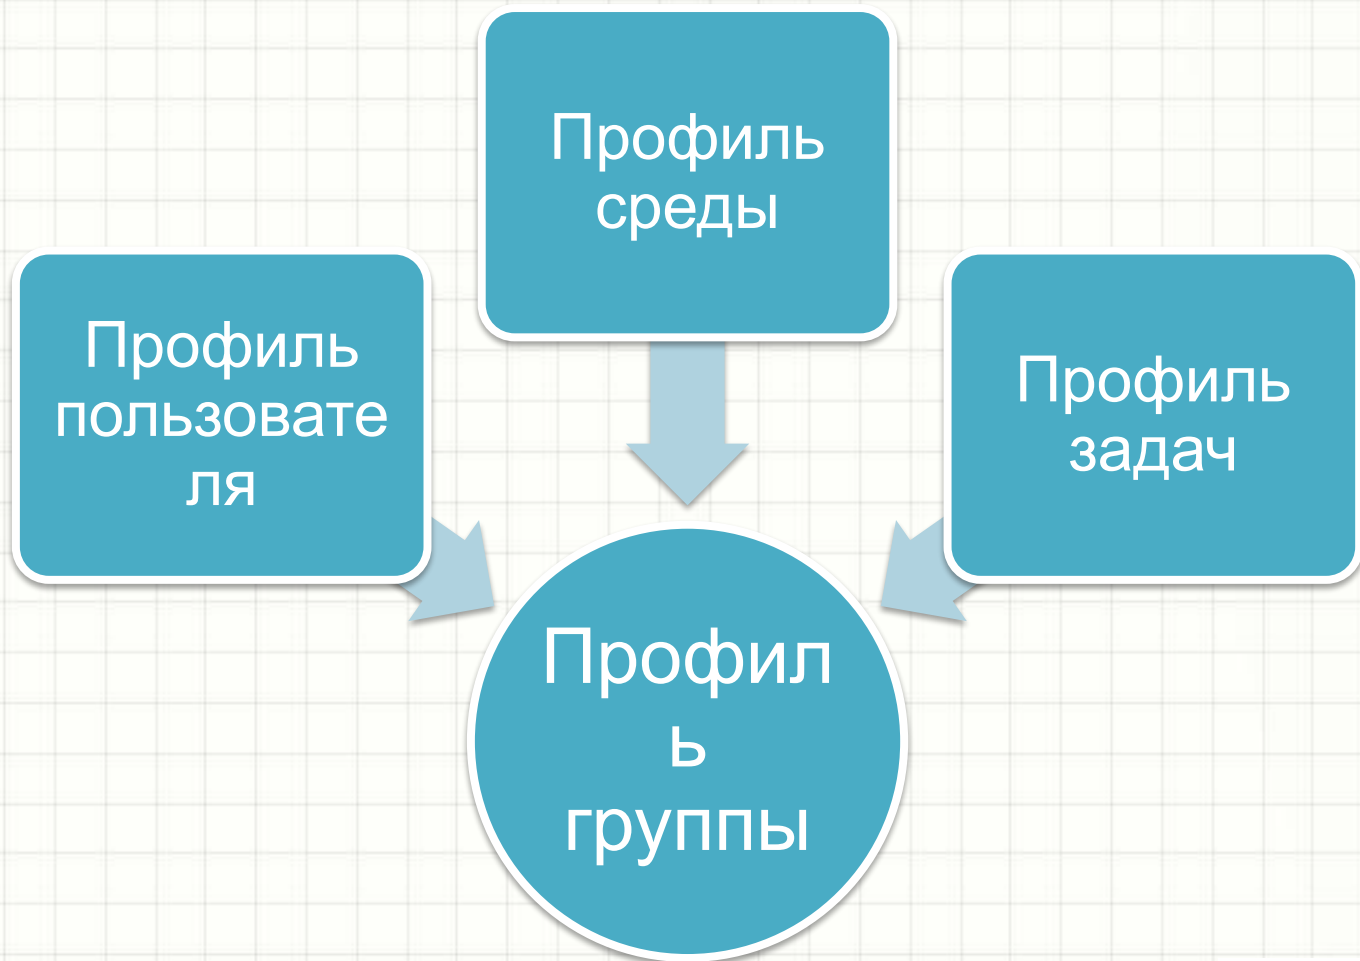 Профиль
среды
Профиль
пользовате
ля
Профиль
задач
Профил
ь
группы